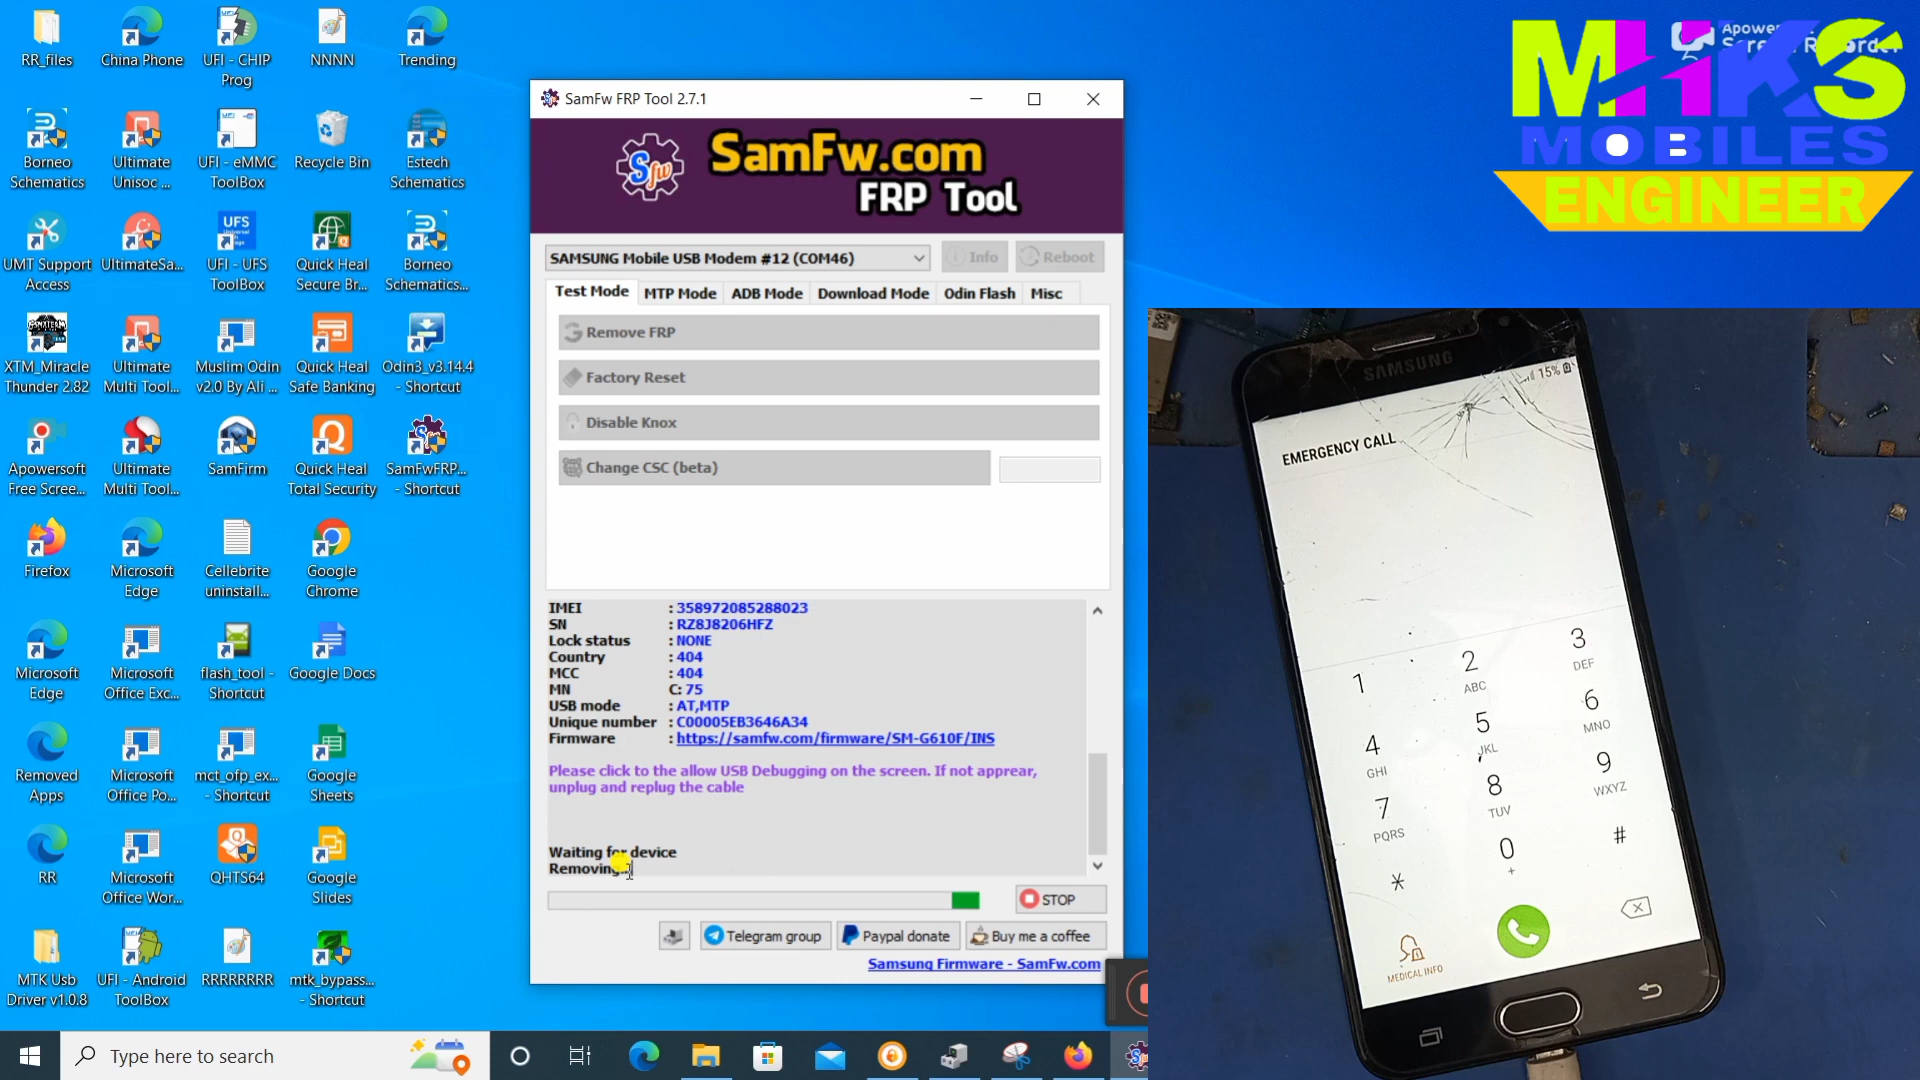 RR_files
China Phone
UFI - CHIP
Prog
NNNN
Trending
Borneo
Schematics
Ultimate
Unisoc ...
UFI - eMMC
ToolBox
Recycle Bin
Estech
Schematics
UMT Support
Access
UltimateSa...
UFS
UFI - UFS
ToolBox
Quick Heal
Secure Br...
Borneo
Schematics...
XTM_Miracle
Thunder 2.82
Ultimate
Multi Tool...
Muslim Odin
v2.0 By Ali ...
Quick Heal
Safe Banking
Odin3_v3.14.4
- Shortcut
Apowersoft
Free Scree...
Ultimate
Multi Tool...
SamFirm
Quick Heal
Total Security
SamFwFRP...
- Shortcut
Firefox
Microsoft
Edge
Cellebrite
uninstall...
Google
Chrome
Microsoft
Edge
Microsoft
Office Exc...
flash_tool -
Shortcut
Google Docs
Removed
Apps
Microsoft
Office Po...
mct_ofp_ex...
- Shortcut
Google
Sheets
RR
Microsoft
Office Wor...
QHTS64
Google
Slides
MTK Usb
Driver v1.0.8
UFI - Android
ToolBox
RRRRRRRR
mtk_bypass...
- Shortcut
Type here to search
SamFw FRP Tool 2.7.1
Sfw
SamFw.com
FRP Tool
SAMSUNG Mobile USB Modem #12 (COM46)
Info
Reboot
Test Mode
MTP Mode
ADB Mode
Download Mode
Odin Flash
Misc
Remove FRP
Factory Reset
Disable Knox
Change CSC (beta)
IMEI : 358972085288023
SN : RZ8J8206HFZ
Lock status : NONE
Country : 404
MCC : 404
MN C: 75
USB mode : AT,MTP
Unique number : C00005EB3646A34
Firmware : https://samfw.com/firmware/SM-G610F/INS
Please click to the allow USB Debugging on the screen. If not apprear,
unplug and replug the cable
Waiting for device
Removing..
STOP
Telegram group
Paypal donate
Buy me a coffee
Samsung Firmware - SamFw.com
MHKS
MOBILES
ENGINEER
SAMSUNG
15%
EMERGENCY CALL
1
2
ABC
3
DEF
4
GHI
5
JKL
6
MNO
7
PQRS
8
TUV
9
WXYZ
*
0
+
#
MEDICAL INFO